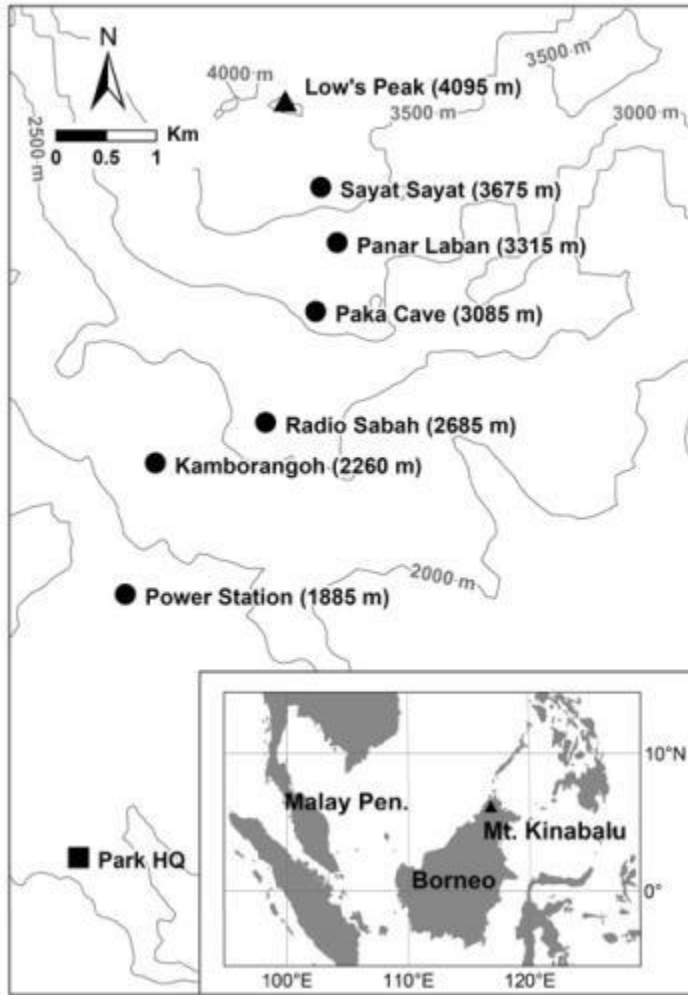 N
4000 m
3500 m
Low's Peak (4095 m)
2500 m
Km
0 0.5 1
3500 m
3000 m
Sayat Sayat (3675 m)
Panar Laban (3315 m)
Paka Cave (3085 m)
Radio Sabah (2685 m)
Kamborangoh (2260 m)
2000 m
Power Station (1885 m)
10°N
Malay Pen.
Mt. Kinabalu
Park HQ
Borneo
0°
100°E 110°E 120°E